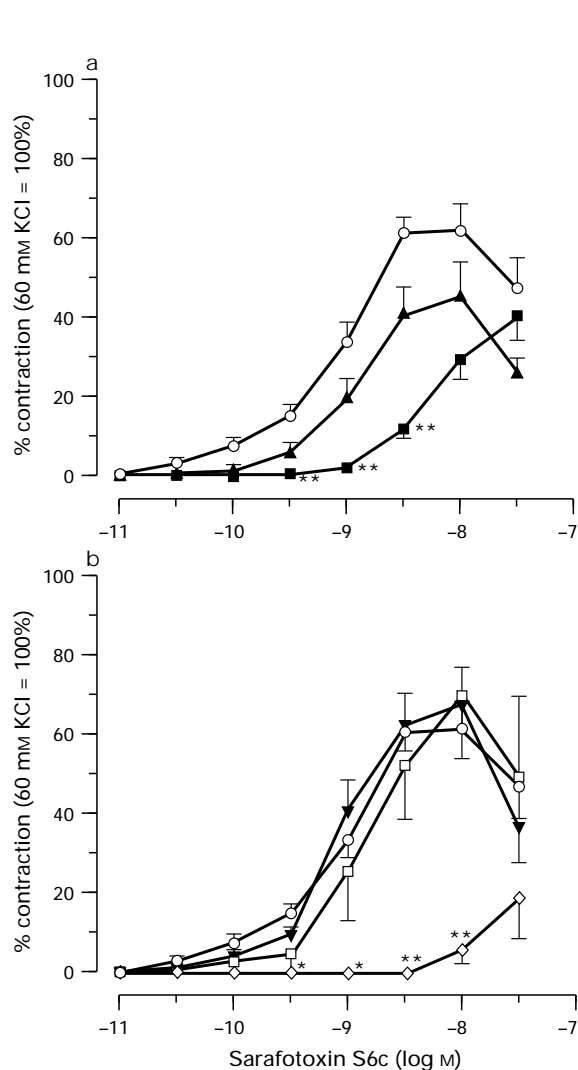 a
100
80
60
40
20
0
% contraction (60 mM KCl = 100%)
** ** **
–11 –10 –9 –8 –7
b
100
80
60
40
20
0
% contraction (60 mM KCl = 100%)
* * ** **
–11 –10 –9 –8 –7
Sarafotoxin S6c (log M)